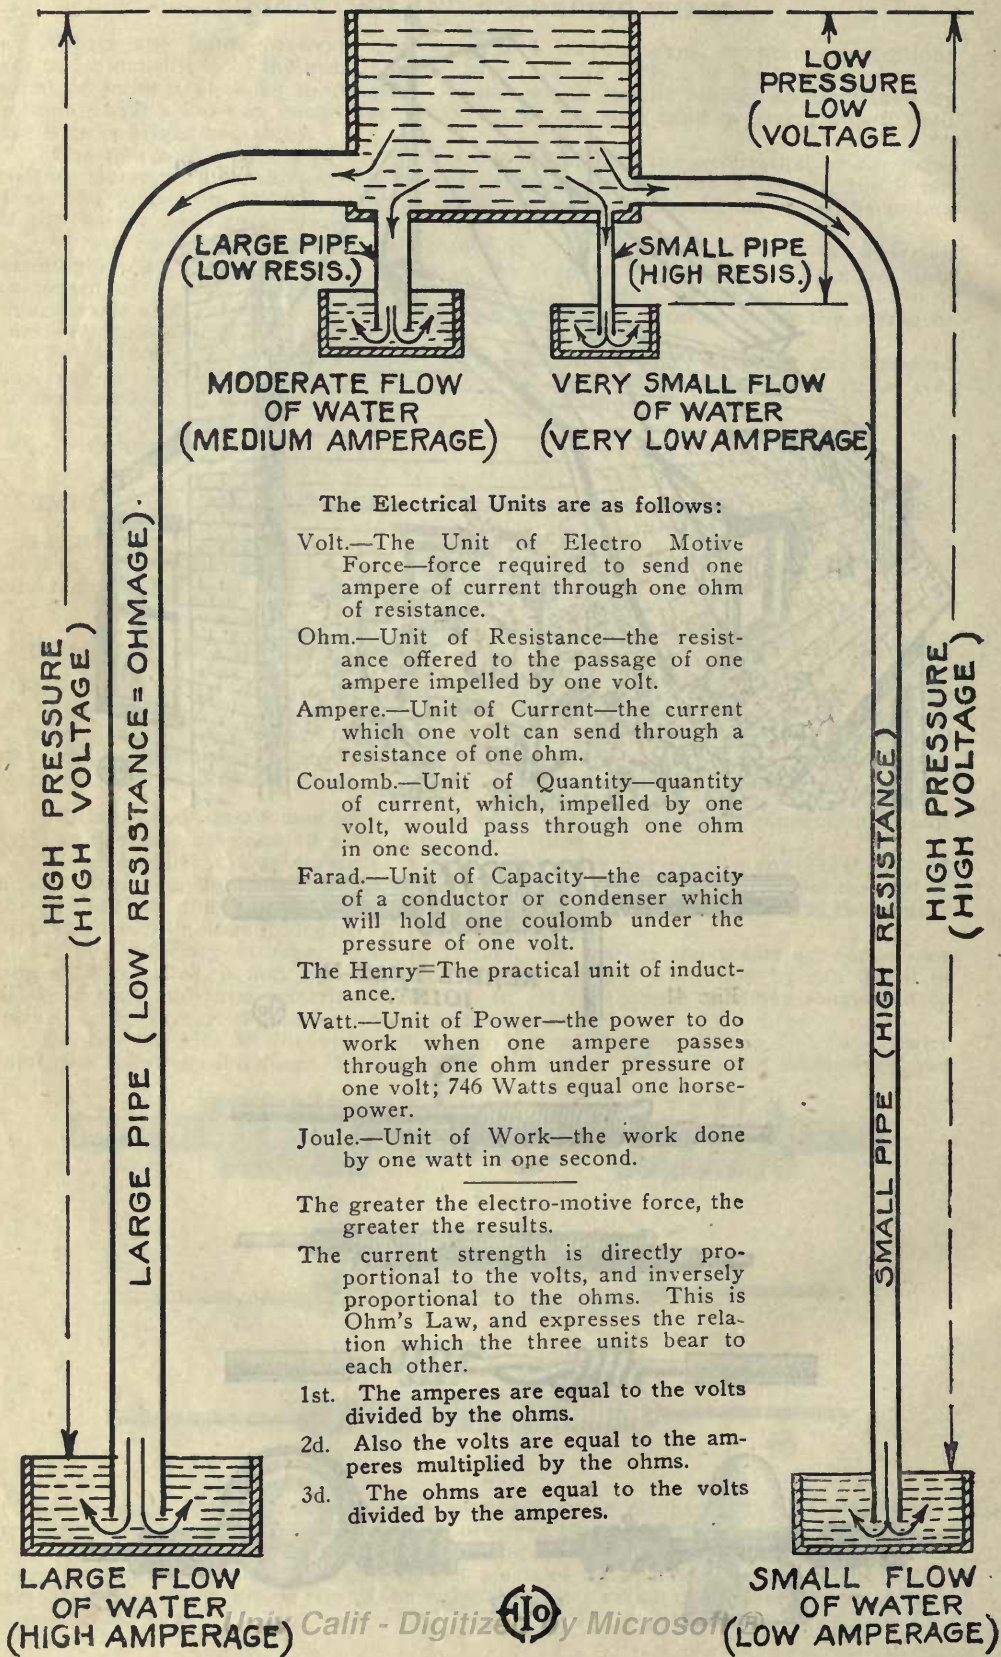 LOW
PRESSURE
LOW
(VOLTAGE)
LARGE PIPE
(LOW RESIS.)
SMALL PIPE
(HIGH RESIS.)
MODERATE FLOW
OF WATER
(MEDIUM AMPERAGE)
VERY SMALL FLOW
OF WATER
(VERY LOW AMPERAGE)
HIGH PRESSURE
(HIGH VOLTAGE)
LARGE PIPE (LOW RESISTANCE = OHMAGE).
The Electrical Units are as follows:
Volt.—The Unit of Electro Motive
Force—force required to send one
ampere of current through one ohm
of resistance.
Ohm.—Unit of Resistance—the resist-
ance offered to the passage of one
ampere impelled by one volt.
Ampere.—Unit of Current—the current
which one volt can send through a
resistance of one ohm.
Coulomb.—Unit of Quantity—quantity
of current, which, impelled by one
volt, would pass through one ohm
in one second.
Farad.—Unit of Capacity—the capacity
of a conductor or condenser which
will hold one coulomb under the
pressure of one volt.
The Henry=The practical unit of induct-
ance.
Watt.—Unit of Power—the power to do
work when one ampere passes
through one ohm under pressure of
one volt; 746 Watts equal one horse-
power.
Joule.—Unit of Work—the work done
by one watt in one second.
The greater the electro-motive force, the
greater the results.
The current strength is directly pro-
portional to the volts, and inversely
proportional to the ohms. This is
Ohm's Law, and expresses the rela-
tion which the three units bear to
each other.
1st. The amperes are equal to the volts
divided by the ohms.
2d. Also the volts are equal to the am-
peres multiplied by the ohms.
3d. The ohms are equal to the volts
divided by the amperes.
SMALL PIPE (HIGH RESISTANCE)
HIGH PRESSURE
(HIGH VOLTAGE)
LARGE FLOW
OF WATER
(HIGH AMPERAGE)
SMALL FLOW
OF WATER
(LOW AMPERAGE)
Univ Calif - Digitized by Microsoft ®